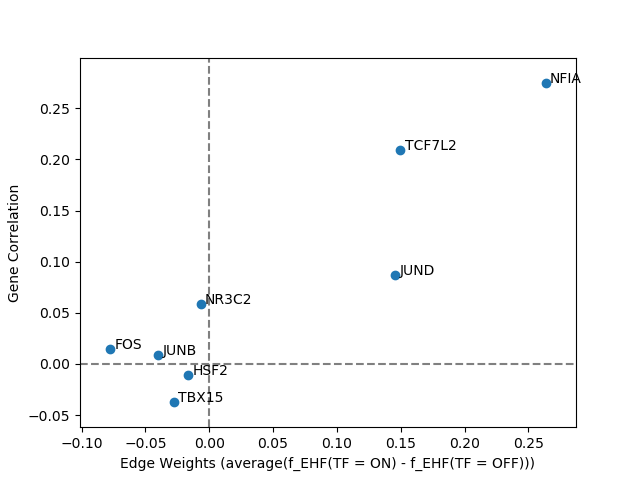 NFIA
0.25
TCF7L2
0.20
0.15
0.10
JUND
NR3C2
0.05
FOS
JUNB
0.00
HSF2
TBX15
−0.05
Gene Correlation
−0.10 −0.05 0.00 0.05 0.10 0.15 0.20 0.25
Edge Weights (average(f_EHF(TF = ON) - f_EHF(TF = OFF)))